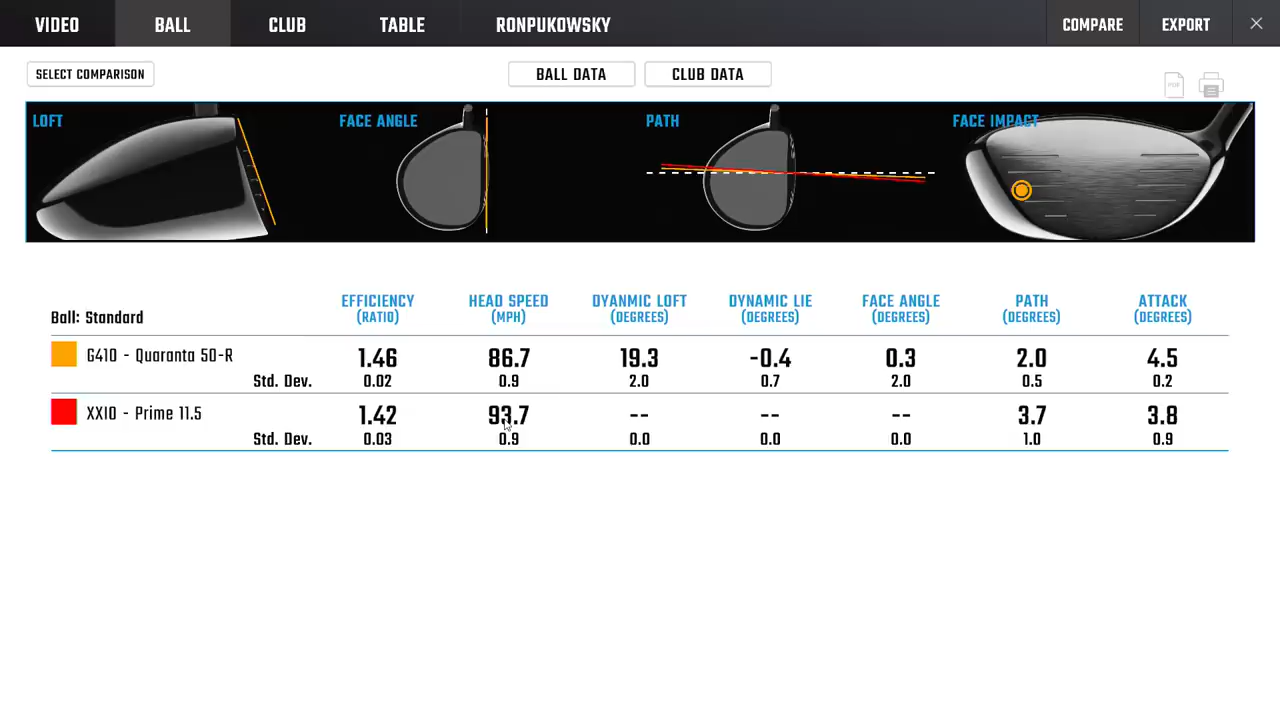 VIDEO BALL CLUB TABLE RONPUKOWSKY COMPARE EXPORT ×
SELECT COMPARISON BALL DATA CLUB DATA
PDF
LOFT FACE ANGLE PATH FACE IMPACT
EFFICIENCY HEAD SPEED DYANMIC LOFT DYNAMIC LIE FACE ANGLE PATH ATTACK
Ball: Standard (RATIO) (MPH) (DEGREES) (DEGREES) (DEGREES) (DEGREES) (DEGREES)
G410 - Quaranta 50-R 1.46 86.7 19.3 -0.4 0.3 2.0 4.5
Std. Dev. 0.02 0.9 2.0 0.7 2.0 0.5 0.2
XXIO - Prime 11.5 1.42 93.7 -- -- -- 3.7 3.8
Std. Dev. 0.03 0.9 0.0 0.0 0.0 1.0 0.9